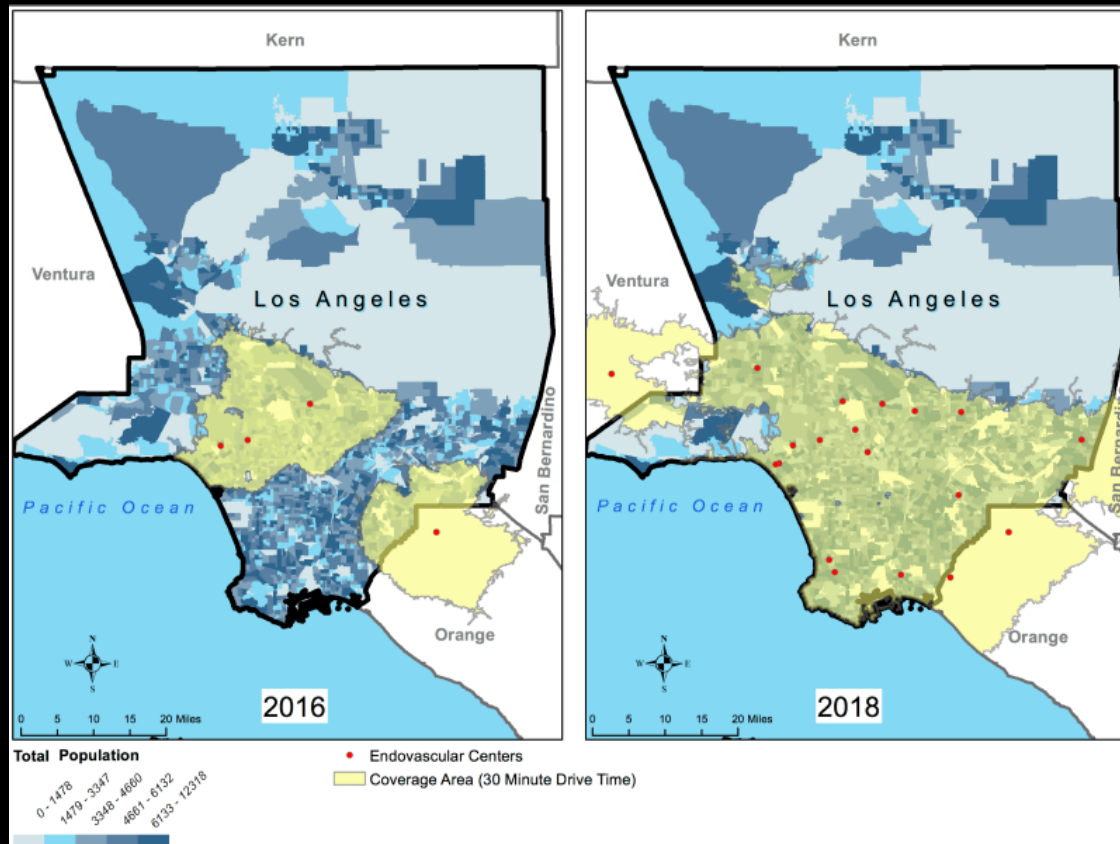 Kern
Ventura
Los Angeles
San Bernardino
Pacific Ocean
Orange
N
W E
S
2016
0 5 10 15 20 Miles
Kern
Ventura
Los Angeles
San Bernardino
Pacific Ocean
Orange
N
W E
S
2018
0 5 10 15 20 Miles
Total Population
0 - 1478
1479 - 3347
3348 - 4660
4661 - 6132
6133 - 12318
Endovascular Centers
Coverage Area (30 Minute Drive Time)